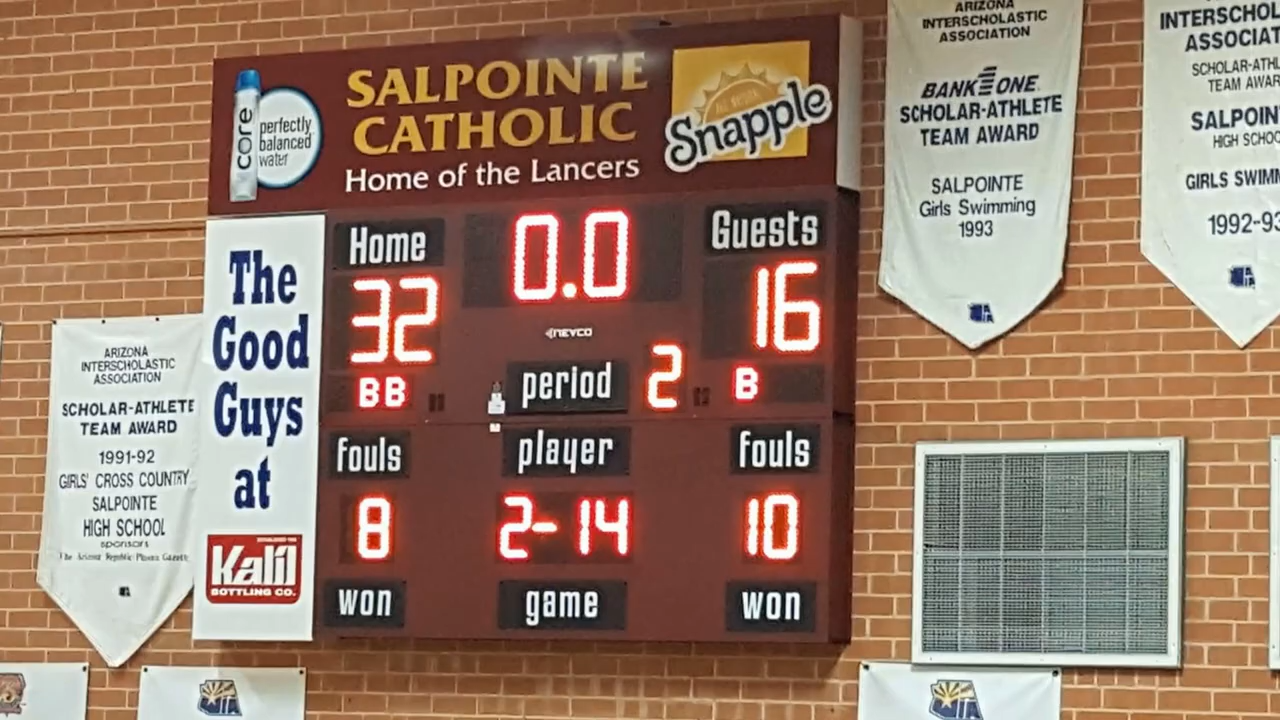 SALPOINTE
CATHOLIC
Home of the Lancers
core
perfectly
balanced
water
Snapple
The
Good
Guys
at
Kalil
BOTTLING CO.
Home
0.0
Guests
32
16
NEVCO
BB
period
2
B
fouls
player
fouls
8
2-14
10
won
game
won
ARIZONA
INTERSCHOLASTIC
ASSOCIATION
SCHOLAR-ATHLETE
TEAM AWARD
1991-92
GIRLS' CROSS COUNTRY
SALPOINTE
HIGH SCHOOL
sponsors
ARIZONA
INTERSCHOLASTIC
ASSOCIATION
BANK ONE
SCHOLAR-ATHLETE
TEAM AWARD
SALPOINTE
Girls Swimming
1993
INTERSCHOL
ASSOCIAT
SCHOLAR-ATHL
TEAM AWAR
SALPOIN
HIGH SCHOO
GIRLS SWIMM
1992-93